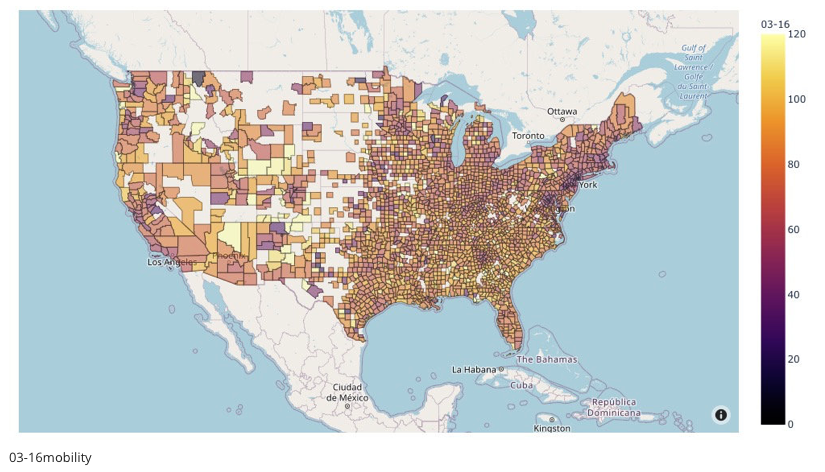 03-16
120
100
80
60
40
20
0
Gulf of
Saint
Lawrence /
Golfe
du Saint-
Laurent
Ottawa
Toronto
York
Los Angeles
Phoenix
The Bahamas
La Habana
Cuba
Ciudad
de México
República
Dominicana
Kingston
i
03-16mobility